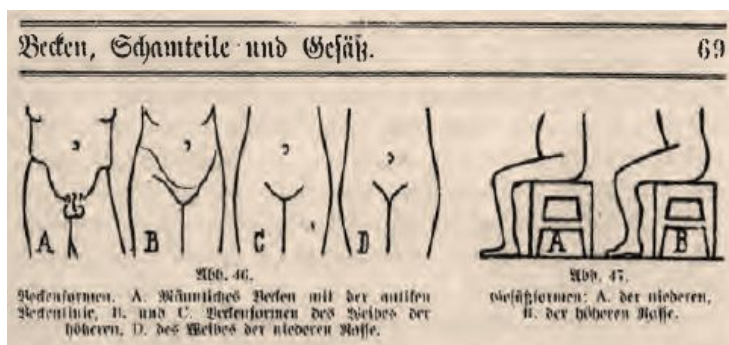 Becken, Schamteile und Gesäß. 69
A B C D
A B
Abb. 46.
Beckenformen. A. Männliches Becken mit der antiken
Beckenlinie, B. und C. Beckenformen des Weibes der
höheren, D. des Weibes der niederen Rasse.
Abb. 47.
Gesäßformen: A. der niederen,
B. der höheren Rasse.